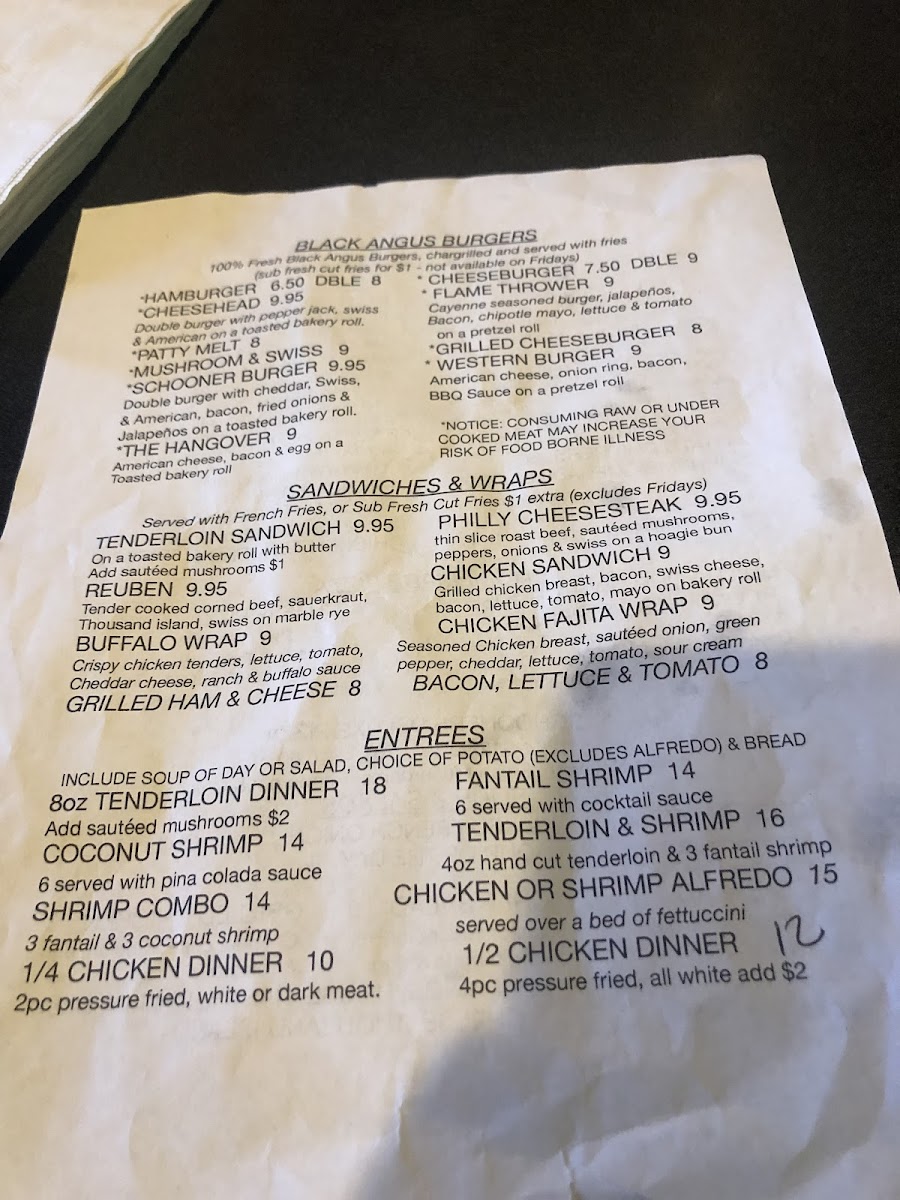 BLACK ANGUS BURGERS
100% Fresh Black Angus Burgers, chargrilled and served with fries
(sub fresh cut fries for $1 - not available on Fridays)
*HAMBURGER 6.50 DBLE 8
*CHEESEHEAD 9.95
Double burger with pepper jack, swiss
& American on a toasted bakery roll.
*PATTY MELT 8
*MUSHROOM & SWISS 9
*SCHOONER BURGER 9.95
Double burger with cheddar, Swiss,
& American, bacon, fried onions &
Jalapeños on a toasted bakery roll.
*THE HANGOVER 9
American cheese, bacon & egg on a
Toasted bakery roll
* CHEESEBURGER 7.50 DBLE 9
* FLAME THROWER 9
Cayenne seasoned burger, jalapeños,
Bacon, chipotle mayo, lettuce & tomato
on a pretzel roll
*GRILLED CHEESEBURGER 8
* WESTERN BURGER 9
American cheese, onion ring, bacon,
BBQ Sauce on a pretzel roll
*NOTICE: CONSUMING RAW OR UNDER
COOKED MEAT MAY INCREASE YOUR
RISK OF FOOD BORNE ILLNESS
SANDWICHES & WRAPS
Served with French Fries, or Sub Fresh Cut Fries $1 extra (excludes Fridays)
TENDERLOIN SANDWICH 9.95
On a toasted bakery roll with butter
Add sautéed mushrooms $1
REUBEN 9.95
Tender cooked corned beef, sauerkraut,
Thousand island, swiss on marble rye
BUFFALO WRAP 9
Crispy chicken tenders, lettuce, tomato,
Cheddar cheese, ranch & buffalo sauce
GRILLED HAM & CHEESE 8
PHILLY CHEESESTEAK 9.95
thin slice roast beef, sautéed mushrooms,
peppers, onions & swiss on a hoagie bun
CHICKEN SANDWICH 9
Grilled chicken breast, bacon, swiss cheese,
bacon, lettuce, tomato, mayo on bakery roll
CHICKEN FAJITA WRAP 9
Seasoned Chicken breast, sautéed onion, green
pepper, cheddar, lettuce, tomato, sour cream
BACON, LETTUCE & TOMATO 8
ENTREES
INCLUDE SOUP OF DAY OR SALAD, CHOICE OF POTATO (EXCLUDES ALFREDO) & BREAD
8oz TENDERLOIN DINNER 18
Add sautéed mushrooms $2
COCONUT SHRIMP 14
6 served with pina colada sauce
SHRIMP COMBO 14
3 fantail & 3 coconut shrimp
1/4 CHICKEN DINNER 10
2pc pressure fried, white or dark meat.
FANTAIL SHRIMP 14
6 served with cocktail sauce
TENDERLOIN & SHRIMP 16
4oz hand cut tenderloin & 3 fantail shrimp
CHICKEN OR SHRIMP ALFREDO 15
served over a bed of fettuccini
1/2 CHICKEN DINNER 12
4pc pressure fried, all white add $2